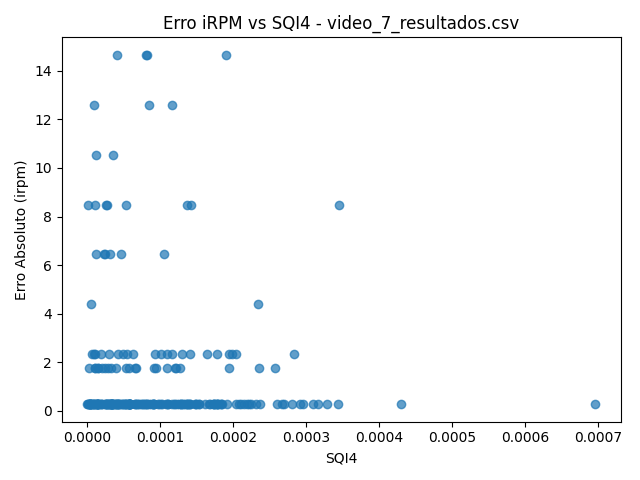 Erro iRPM vs SQI4 - video_7_resultados.csv
14
12
10
8
6
4
2
0
Erro Absoluto (irpm)
0.0000 0.0001 0.0002 0.0003 0.0004 0.0005 0.0006 0.0007
SQI4